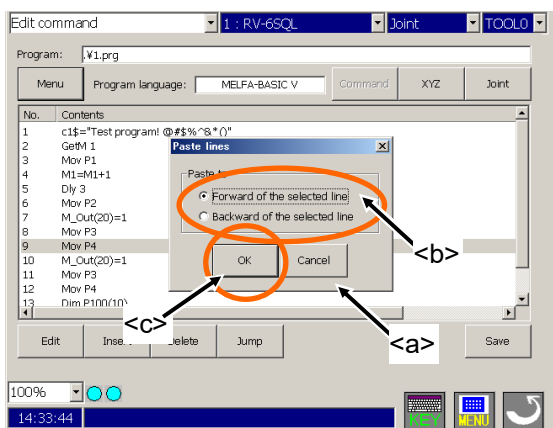 Edit command 1 : RV-6SQL Joint TOOL0
Program: .¥1.prg
Menu Program language: MELFA-BASIC V Command XYZ Joint
No. Contents
1 c1$="Test program! @#$%^&*()"
2 GetM 1
3 Mov P1
4 M1=M1+1
5 Dly 3
6 Mov P2
7 M_Out(20)=1
8 Mov P3
9 Mov P4
10 M_Out(20)=1
11 Mov P3
12 Mov P4
13 Dim P100(10)
Paste lines
Paste to
Forward of the selected line
Backward of the selected line
OK Cancel
<b>
<c>
<a>
Edit Insert Delete Jump Save
100%
14:33:44
KEY MENU